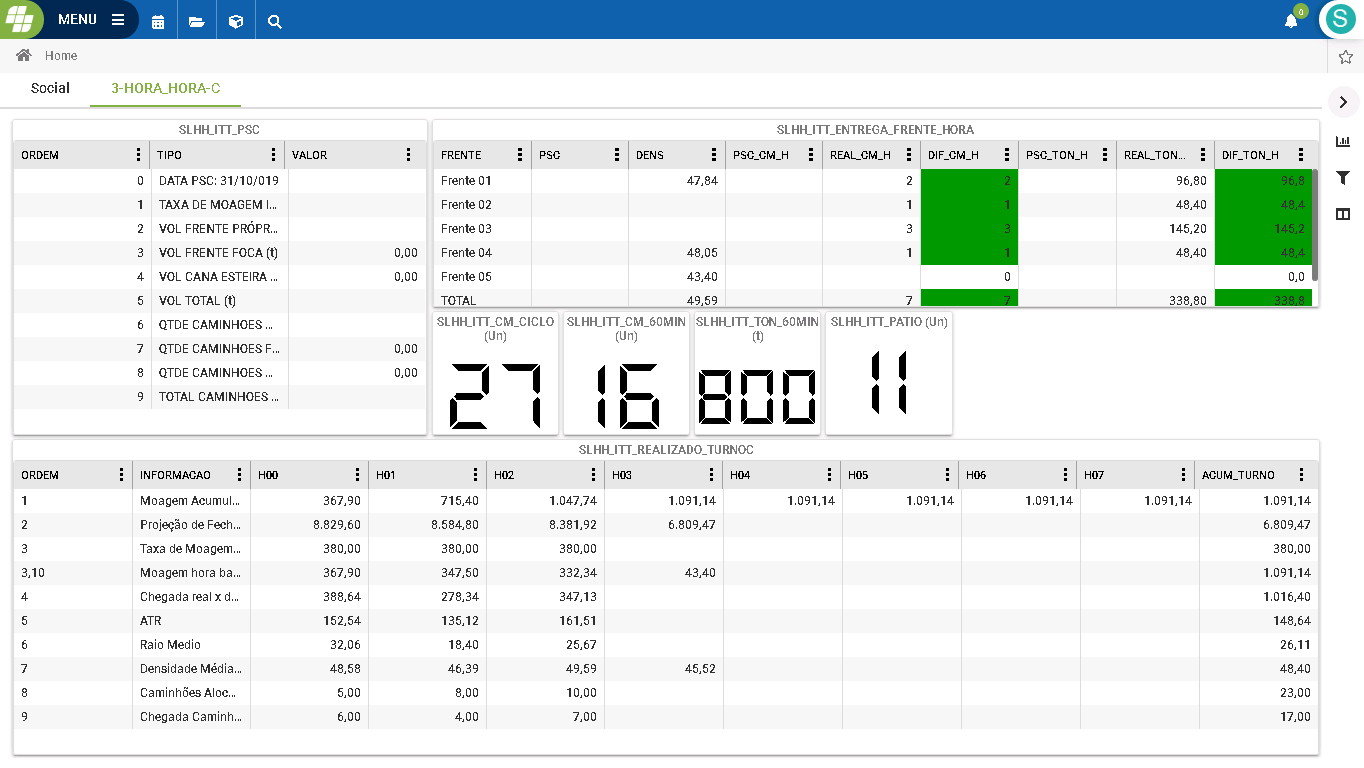 MENU
0
S
Home
Social 3-HORA_HORA-C
SLHH_ITT_PSC
ORDEM TIPO VALOR
0 DATA PSC: 31/10/019
1 TAXA DE MOAGEM I...
2 VOL FRENTE PRÓPR...
3 VOL FRENTE FOCA (t) 0,00
4 VOL CANA ESTEIRA ... 0,00
5 VOL TOTAL (t)
6 QTDE CAMINHOES ...
7 QTDE CAMINHOES F... 0,00
8 QTDE CAMINHOES ... 0,00
9 TOTAL CAMINHOES ...
SLHH_ITT_ENTREGA_FRENTE_HORA
FRENTE PSC DENS PSC_CM_H REAL_CM_H DIF_CM_H PSC_TON_H REAL_TON... DIF_TON_H
Frente 01 47,84 2 2 96,80 96,8
Frente 02 1 1 48,40 48,4
Frente 03 3 3 145,20 145,2
Frente 04 48,05 1 1 48,40 48,4
Frente 05 43,40 0 0,0
TOTAL 49,59 7 7 338,80 338,8
SLHH_ITT_CM_CICLO
(Un)
27
SLHH_ITT_CM_60MIN
(Un)
16
SLHH_ITT_TON_60MIN
(t)
800
SLHH_ITT_PATIO (Un)
11
SLHH_ITT_REALIZADO_TURNOC
ORDEM INFORMACAO H00 H01 H02 H03 H04 H05 H06 H07 ACUM_TURNO
1 Moagem Acumul... 367,90 715,40 1.047,74 1.091,14 1.091,14 1.091,14 1.091,14 1.091,14 1.091,14
2 Projeção de Fech... 8.829,60 8.584,80 8.381,92 6.809,47 6.809,47
3 Taxa de Moagem... 380,00 380,00 380,00 380,00
3,10 Moagem hora ba... 367,90 347,50 332,34 43,40 1.091,14
4 Chegada real x d... 388,64 278,34 347,13 1.016,40
5 ATR 152,54 135,12 161,51 148,64
6 Raio Medio 32,06 18,40 25,67 26,11
7 Densidade Média... 48,58 46,39 49,59 45,52 48,40
8 Caminhões Aloc... 5,00 8,00 10,00 23,00
9 Chegada Caminh... 6,00 4,00 7,00 17,00